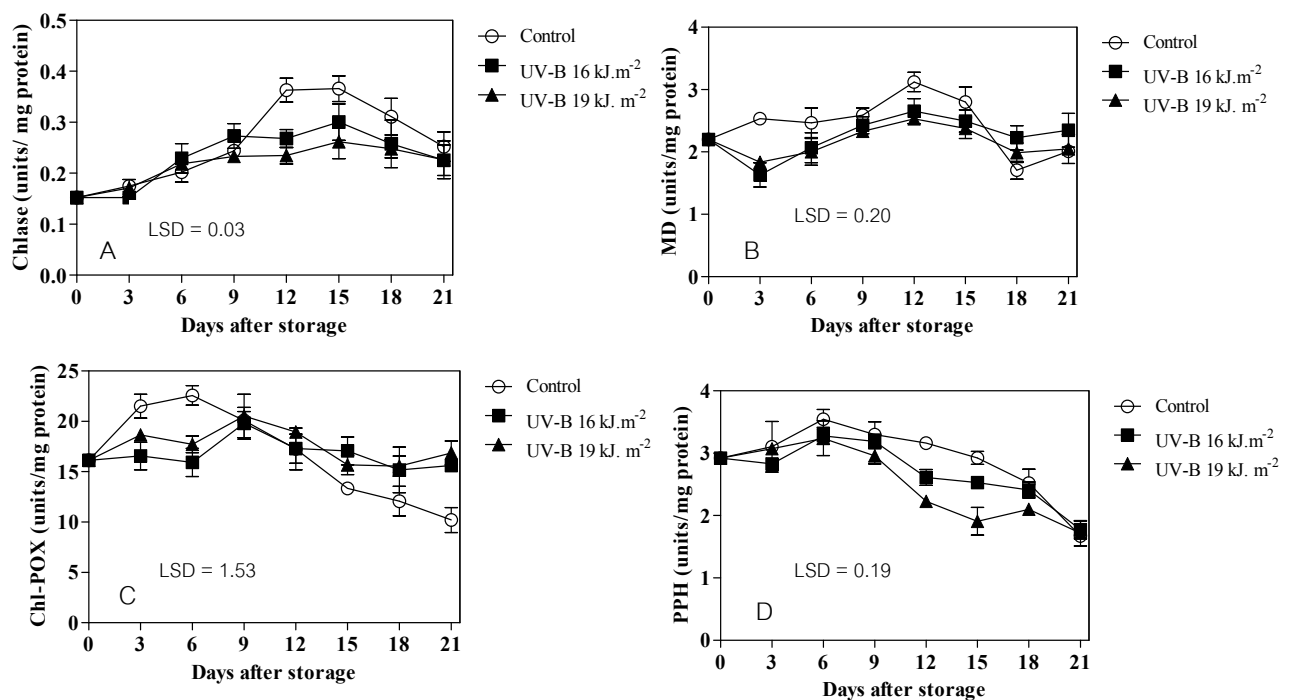 0.5
0.4
0.3
0.2
0.1
0.0
Chlase (units/ mg protein)
A
LSD = 0.03
0 3 6 9 12 15 18 21
Days after storage
Control
UV-B 16 kJ.m-2
UV-B 19 kJ. m-2
4
3
2
1
0
MD (units/mg protein)
B
LSD = 0.20
0 3 6 9 12 15 18 21
Days after storage
Control
UV-B 16 kJ.m-2
UV-B 19 kJ. m-2
25
20
15
10
5
0
Chl-POX (units/mg protein)
C
LSD = 1.53
0 3 6 9 12 15 18 21
Days after storage
Control
UV-B 16 kJ.m-2
UV-B 19 kJ. m-2
4
3
2
1
0
PPH (units/mg protein)
D
LSD = 0.19
0 3 6 9 12 15 18 21
Days after storage
Control
UV-B 16 kJ.m-2
UV-B 19 kJ. m-2